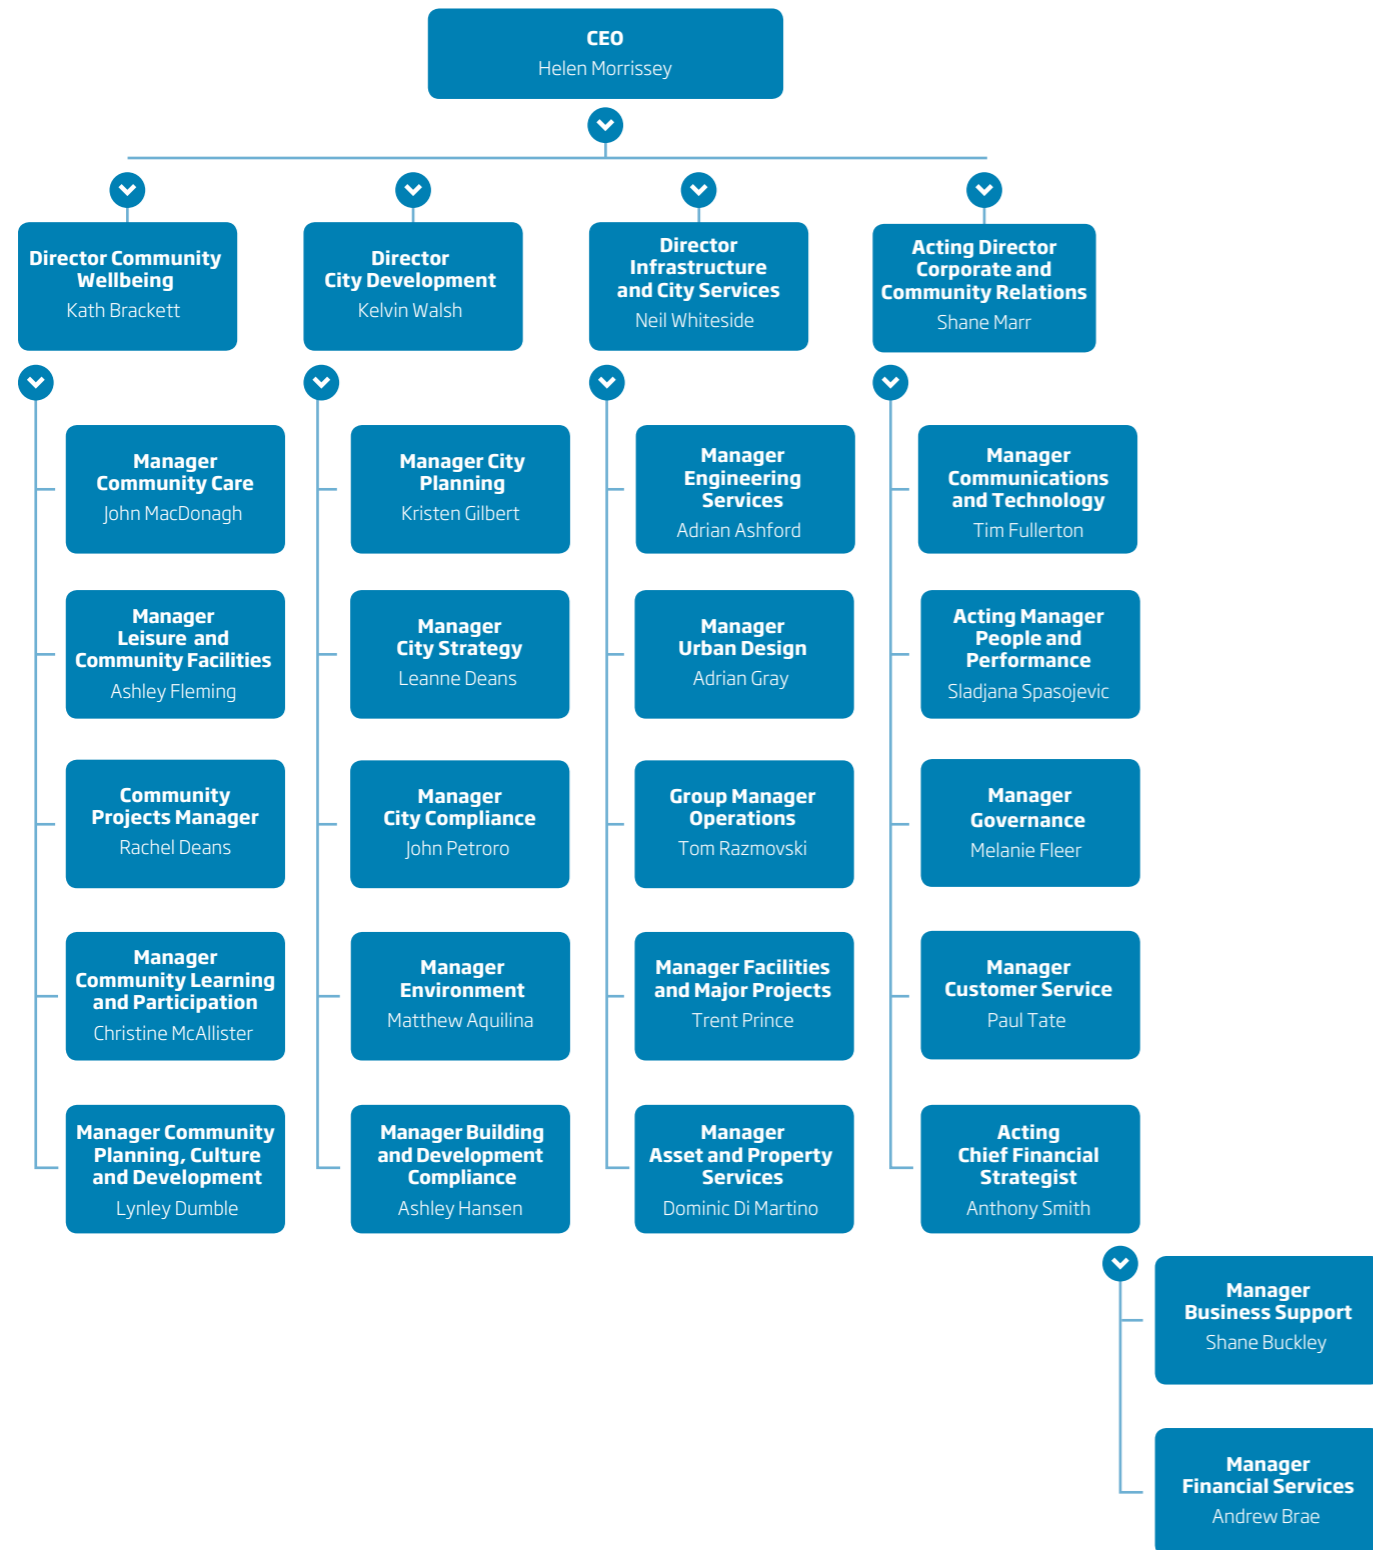 CEO
Helen Morrissey
Director Community
Wellbeing
Kath Brackett
Director
City Development
Kelvin Walsh
Director
Infrastructure
and City Services
Neil Whiteside
Acting Director
Corporate and
Community Relations
Shane Marr
Manager
Community Care
John MacDonagh
Manager
Leisure and
Community Facilities
Ashley Fleming
Community
Projects Manager
Rachel Deans
Manager
Community Learning
and Participation
Christine McAllister
Manager Community
Planning, Culture
and Development
Lynley Dumble
Manager City
Planning
Kristen Gilbert
Manager
City Strategy
Leanne Deans
Manager
City Compliance
John Petroro
Manager
Environment
Matthew Aquilina
Manager Building
and Development
Compliance
Ashley Hansen
Manager
Engineering
Services
Adrian Ashford
Manager
Urban Design
Adrian Gray
Group Manager
Operations
Tom Razmovski
Manager Facilities
and Major Projects
Trent Prince
Manager
Asset and Property
Services
Dominic Di Martino
Manager
Communications
and Technology
Tim Fullerton
Acting Manager
People and
Performance
Sladjana Spasojevic
Manager
Governance
Melanie Fleer
Manager
Customer Service
Paul Tate
Acting
Chief Financial
Strategist
Anthony Smith
Manager
Business Support
Shane Buckley
Manager
Financial Services
Andrew Brae